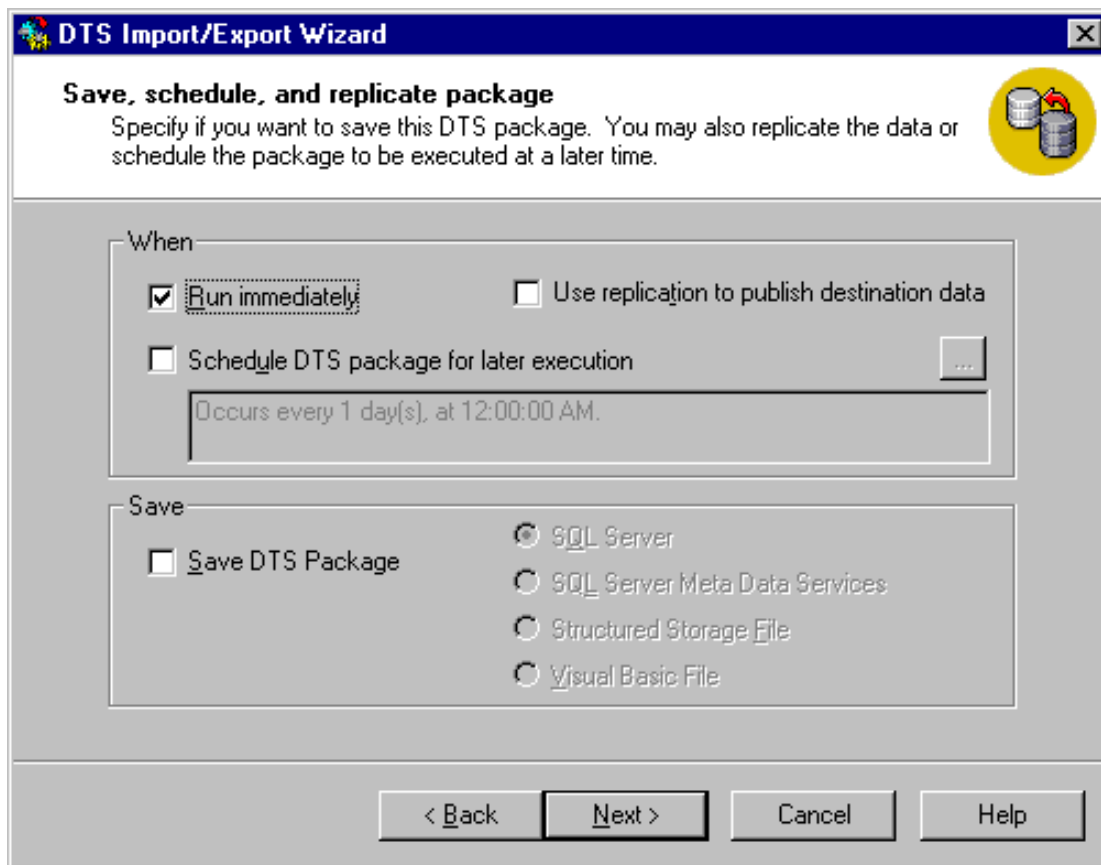 DTS Import/Export Wizard
Save, schedule, and replicate package
Specify if you want to save this DTS package. You may also replicate the data or
schedule the package to be executed at a later time.
When
Run immediately
Use replication to publish destination data
Schedule DTS package for later execution
...
Occurs every 1 day(s), at 12:00:00 AM.
Save
Save DTS Package
SQL Server
SQL Server Meta Data Services
Structured Storage File
Visual Basic File
< Back
Next >
Cancel
Help